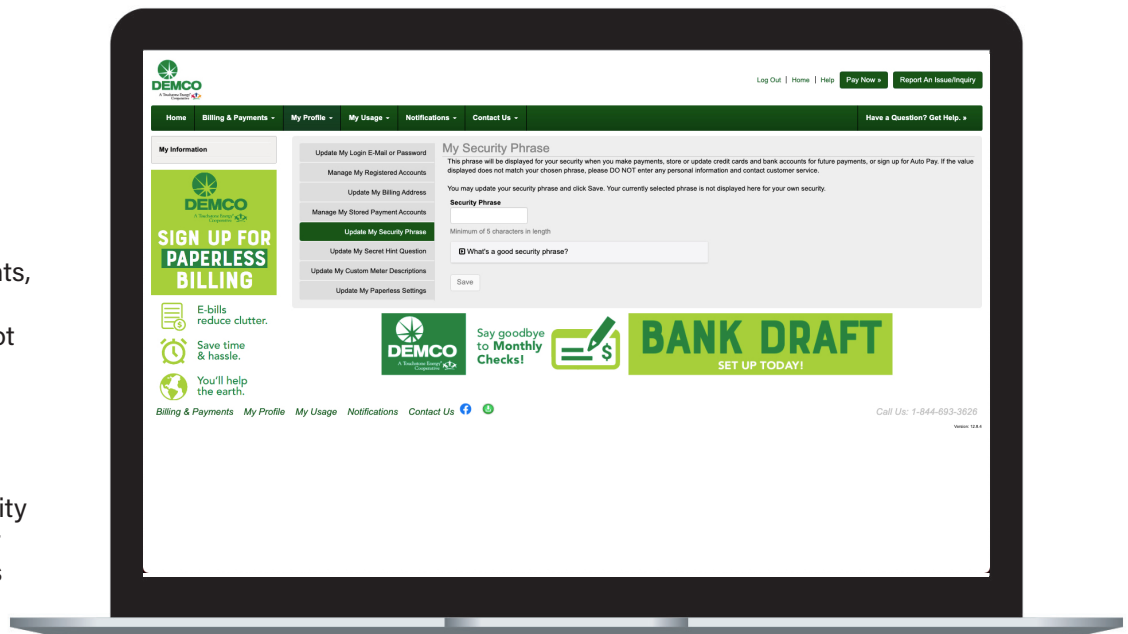 DEMCO
A Touchstone Energy®
Cooperative
Log Out | Home | Help
Pay Now »
Report An Issue/Inquiry
Home
Billing & Payments
My Profile
My Usage
Notifications
Contact Us
Have a Question? Get Help. »
My Information
DEMCO
A Touchstone Energy®
Cooperative
SIGN UP FOR
PAPERLESS
BILLING
E-bills
reduce clutter.
Save time
& hassle.
You'll help
the earth.
Update My Login E-Mail or Password
Manage My Registered Accounts
Update My Billing Address
Manage My Stored Payment Accounts
Update My Security Phrase
Update My Secret Hint Question
Update My Custom Meter Descriptions
Update My Paperless Settings
My Security Phrase
This phrase will be displayed for your security when you make payments, store or update credit cards and bank accounts for future payments, or sign up for Auto Pay. If the value
displayed does not match your chosen phrase, please DO NOT enter any personal information and contact customer service.
You may update your security phrase and click Save. Your currently selected phrase is not displayed here for your own security.
Security Phrase
Minimum of 5 characters in length
What's a good security phrase?
Save
DEMCO
A Touchstone Energy®
Cooperative
Say goodbye
to Monthly
Checks!
$
BANK DRAFT
SET UP TODAY!
Billing & Payments My Profile My Usage Notifications Contact Us
Call Us: 1-844-693-3626
Version: 12.9.4